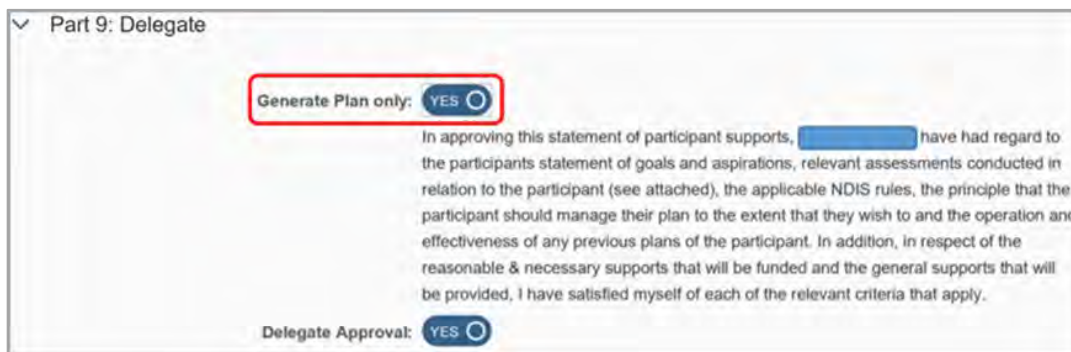 Part 9: Delegate
Generate Plan only: YES
In approving this statement of participant supports, have had regard to
the participants statement of goals and aspirations, relevant assessments conducted in
relation to the participant (see attached), the applicable NDIS rules, the principle that the
participant should manage their plan to the extent that they wish to and the operation and
effectiveness of any previous plans of the participant. In addition, in respect of the
reasonable & necessary supports that will be funded and the general supports that will
be provided, I have satisfied myself of each of the relevant criteria that apply.
Delegate Approval: YES